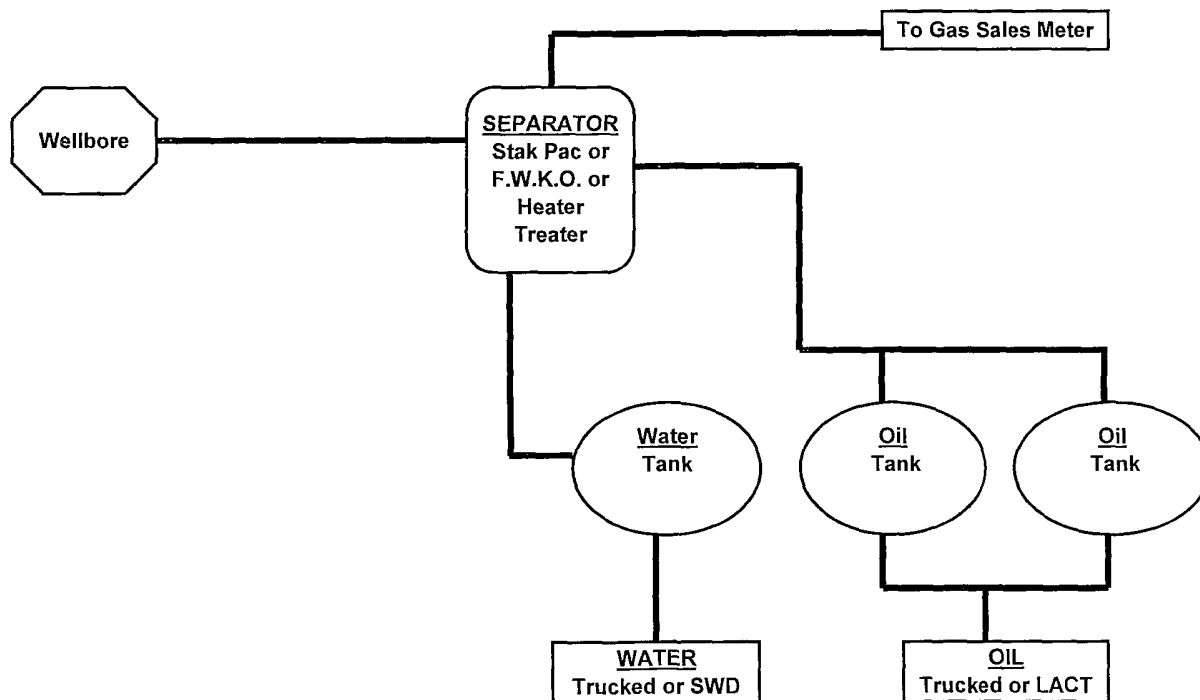 To Gas Sales Meter
Wellbore
SEPARATOR
Stak Pac or
F.W.K.O. or
Heater
Treater
Water
Tank
Oil
Tank
Oil
Tank
WATER
Trucked or SWD
OIL
Trucked or LACT